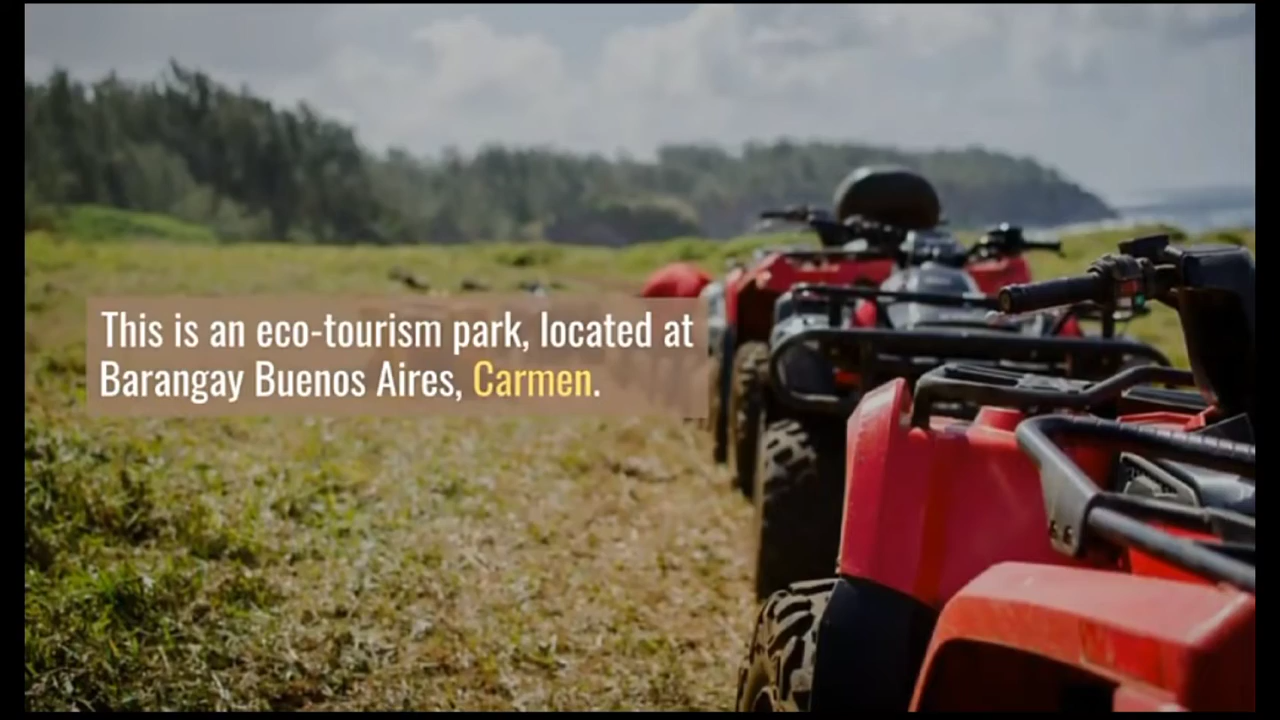 This is an eco-tourism park, located at
Barangay Buenos Aires, Carmen.